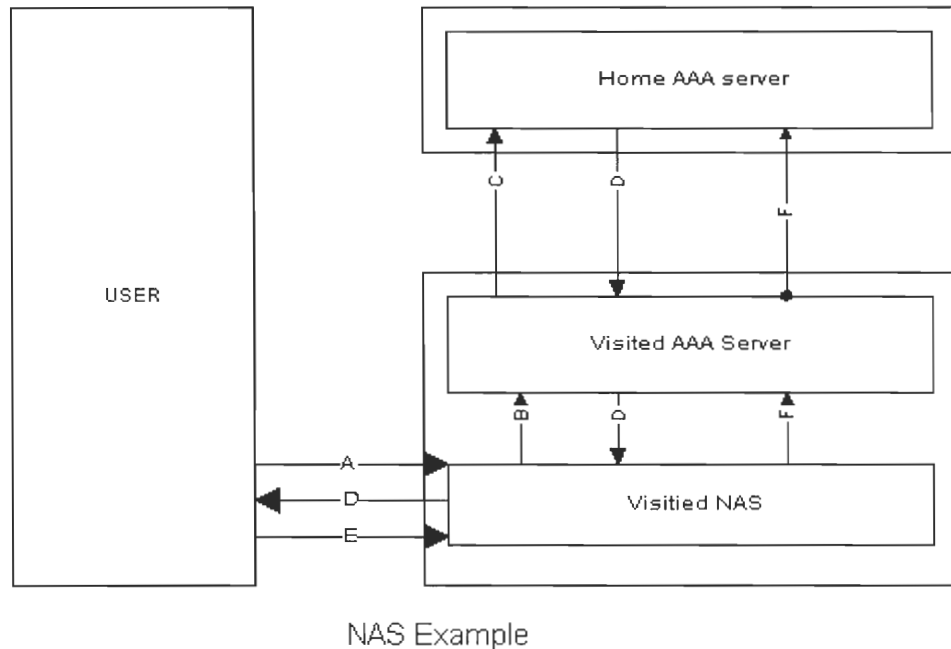 Home AAA server
C
D
F
USER
Visited AAA Server
B
D
F
A
D
E
Visitied NAS
NAS Example